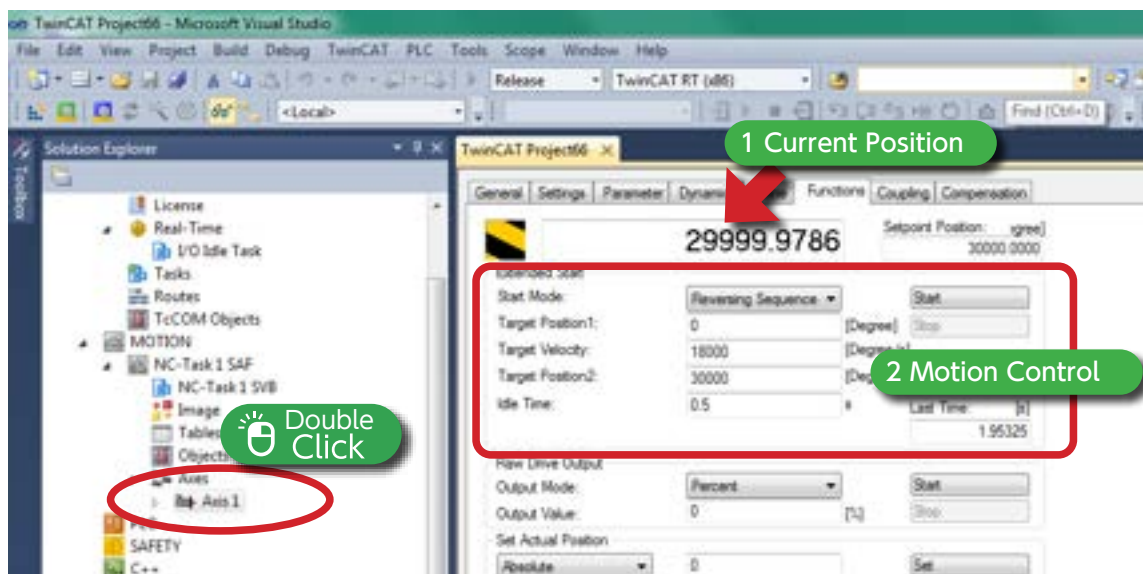 TwinCAT Project66 - Microsoft Visual Studio
File Edit View Project Build Debug TwinCAT PLC Tools Scope Window Help
Release TwinCAT RT (x86)
<Local> Find (Ctrl+D)
Toolbox
Solution Explorer
License
Real-Time
I/O Idle Task
Tasks
Routes
TcCOM Objects
MOTION
NC-Task 1 SAF
NC-Task 1 SVB
Image
Tables
Objects
Axes
Axis 1
SAFETY
C++
Double
Click
TwinCAT Project66
1 Current Position
General Settings Parameter Functions Coupling Compensation
29999.9786
Setpoint Position:
30000.0000
Extended Start
Start Mode: Reversing Sequence Start
Target Position1: 0 [Degree] Stop
Target Velocity: 18000
Target Position2: 30000
2 Motion Control
Idle Time: 0.5 s Last Time: [s]
1.95325
Raw Drive Output
Output Mode: Percent Start
Output Value: 0 [%] Stop
Set Actual Position
Absolute 0 Set